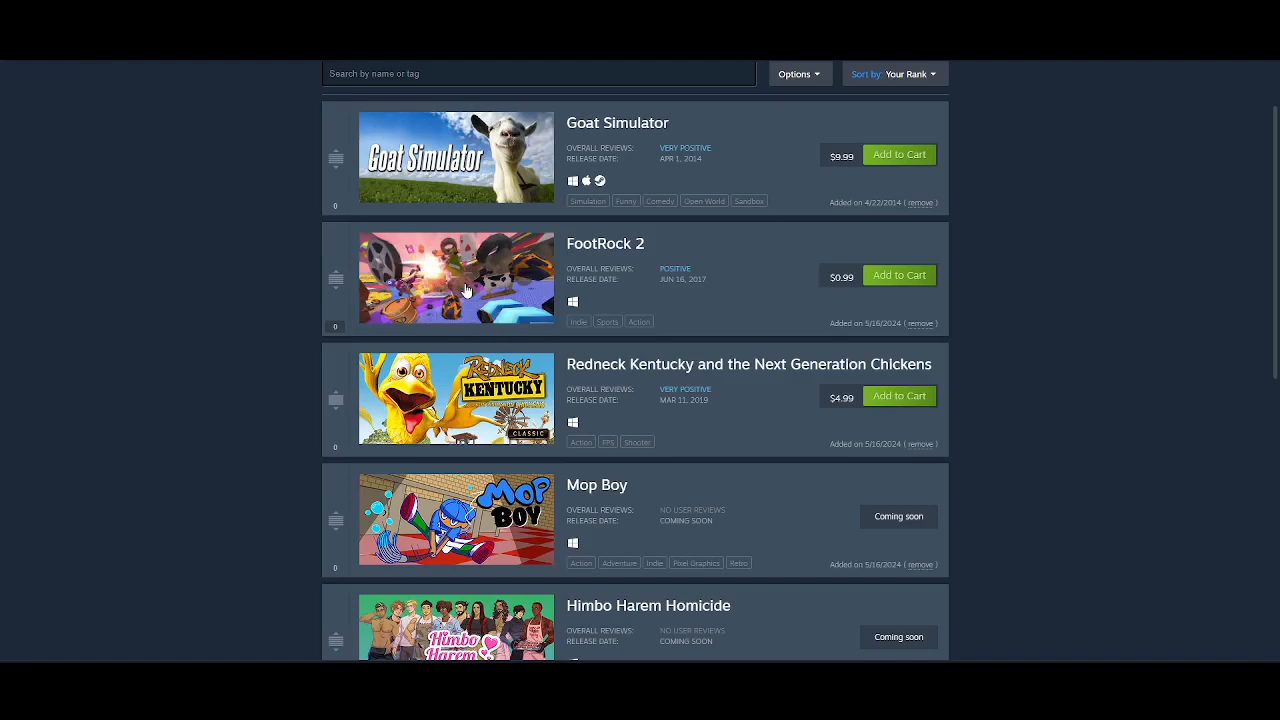 Search by name or tag
Options
Sort by: Your Rank
Goat Simulator
Goat Simulator
OVERALL REVIEWS: VERY POSITIVE
RELEASE DATE: APR 1, 2014
$9.99 Add to Cart
0
Simulation Funny Comedy Open World Sandbox
Added on 4/22/2014 ( remove )
FootRock 2
OVERALL REVIEWS: POSITIVE
RELEASE DATE: JUN 16, 2017
$0.99 Add to Cart
0
Indie Sports Action
Added on 5/16/2024 ( remove )
REDNECK
KENTUCKY
CLASSIC
Redneck Kentucky and the Next Generation Chickens
OVERALL REVIEWS: VERY POSITIVE
RELEASE DATE: MAR 11, 2019
$4.99 Add to Cart
0
Action FPS Shooter
Added on 5/16/2024 ( remove )
MOP
BOY
Mop Boy
OVERALL REVIEWS: NO USER REVIEWS
RELEASE DATE: COMING SOON
Coming soon
0
Action Adventure Indie Pixel Graphics Retro
Added on 5/16/2024 ( remove )
Himbo
Harem
Himbo Harem Homicide
OVERALL REVIEWS: NO USER REVIEWS
RELEASE DATE: COMING SOON
Coming soon